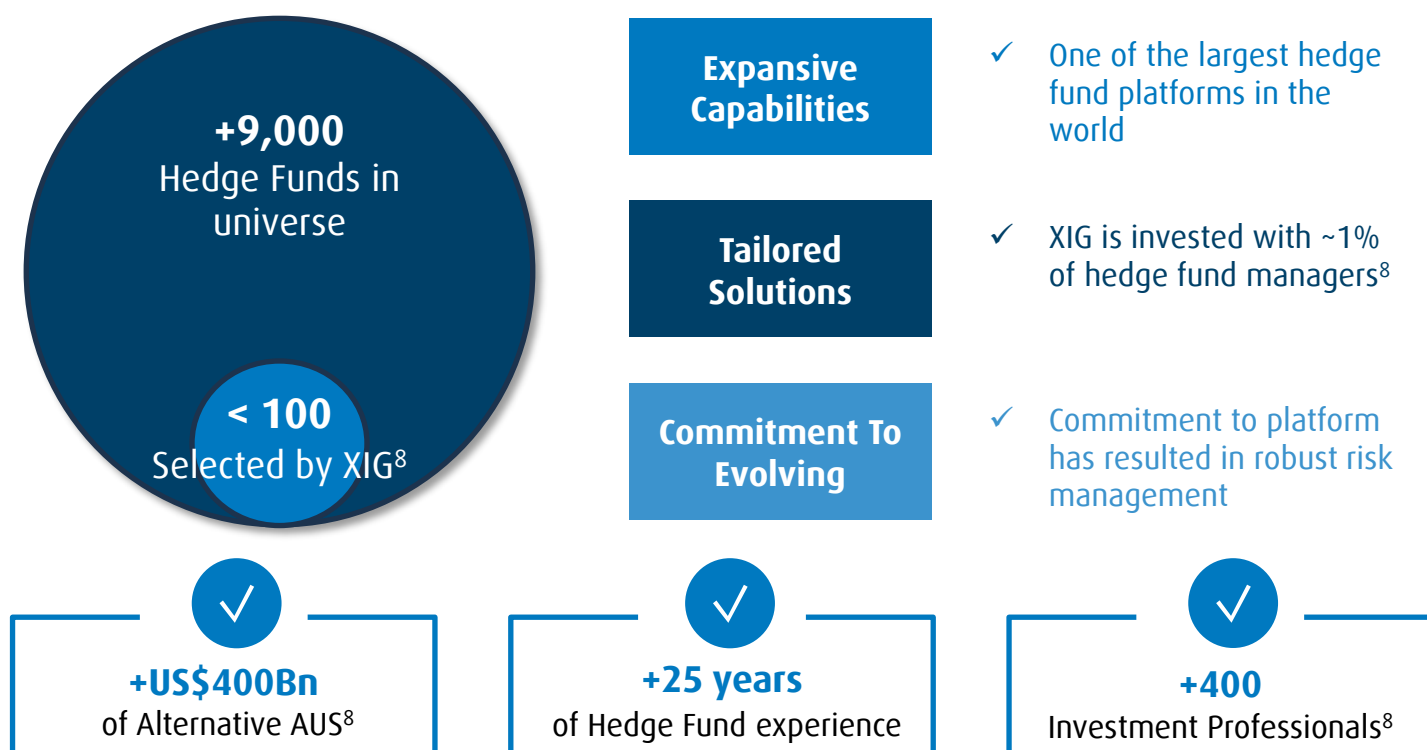 +9,000
Hedge Funds in
universe
< 100
Selected by XIG⁸
Expansive
Capabilities
✓ One of the largest hedge
fund platforms in the
world
Tailored
Solutions
✓ XIG is invested with ~1%
of hedge fund managers⁸
Commitment To
Evolving
✓ Commitment to platform
has resulted in robust risk
management
+US$400Bn
of Alternative AUS⁸
+25 years
of Hedge Fund experience
+400
Investment Professionals⁸